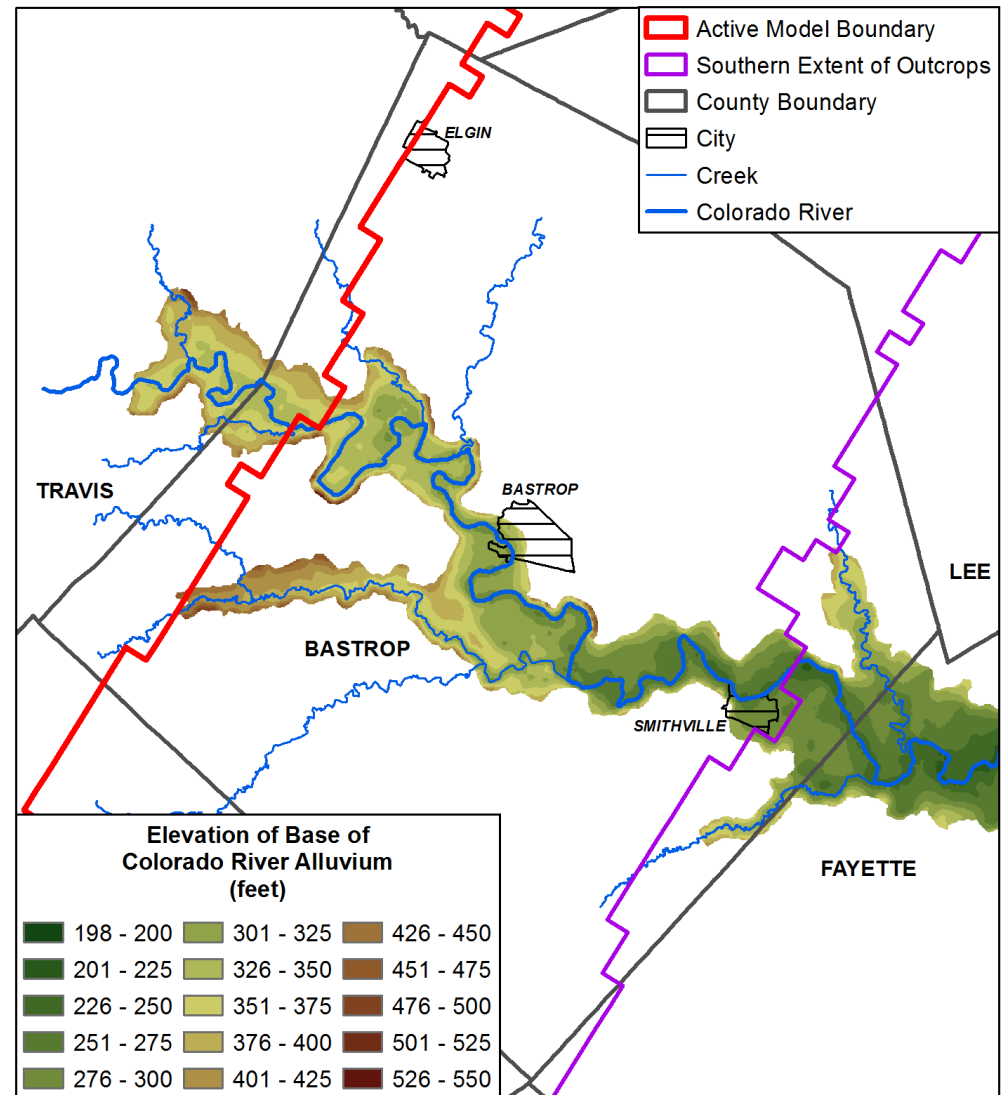 Active Model Boundary
Southern Extent of Outcrops
County Boundary
City
Creek
Colorado River
ELGIN
TRAVIS
BASTROP
LEE
BASTROP
SMITHVILLE
FAYETTE
Elevation of Base of
Colorado River Alluvium
(feet)
198 - 200 301 - 325 426 - 450
201 - 225 326 - 350 451 - 475
226 - 250 351 - 375 476 - 500
251 - 275 376 - 400 501 - 525
276 - 300 401 - 425 526 - 550